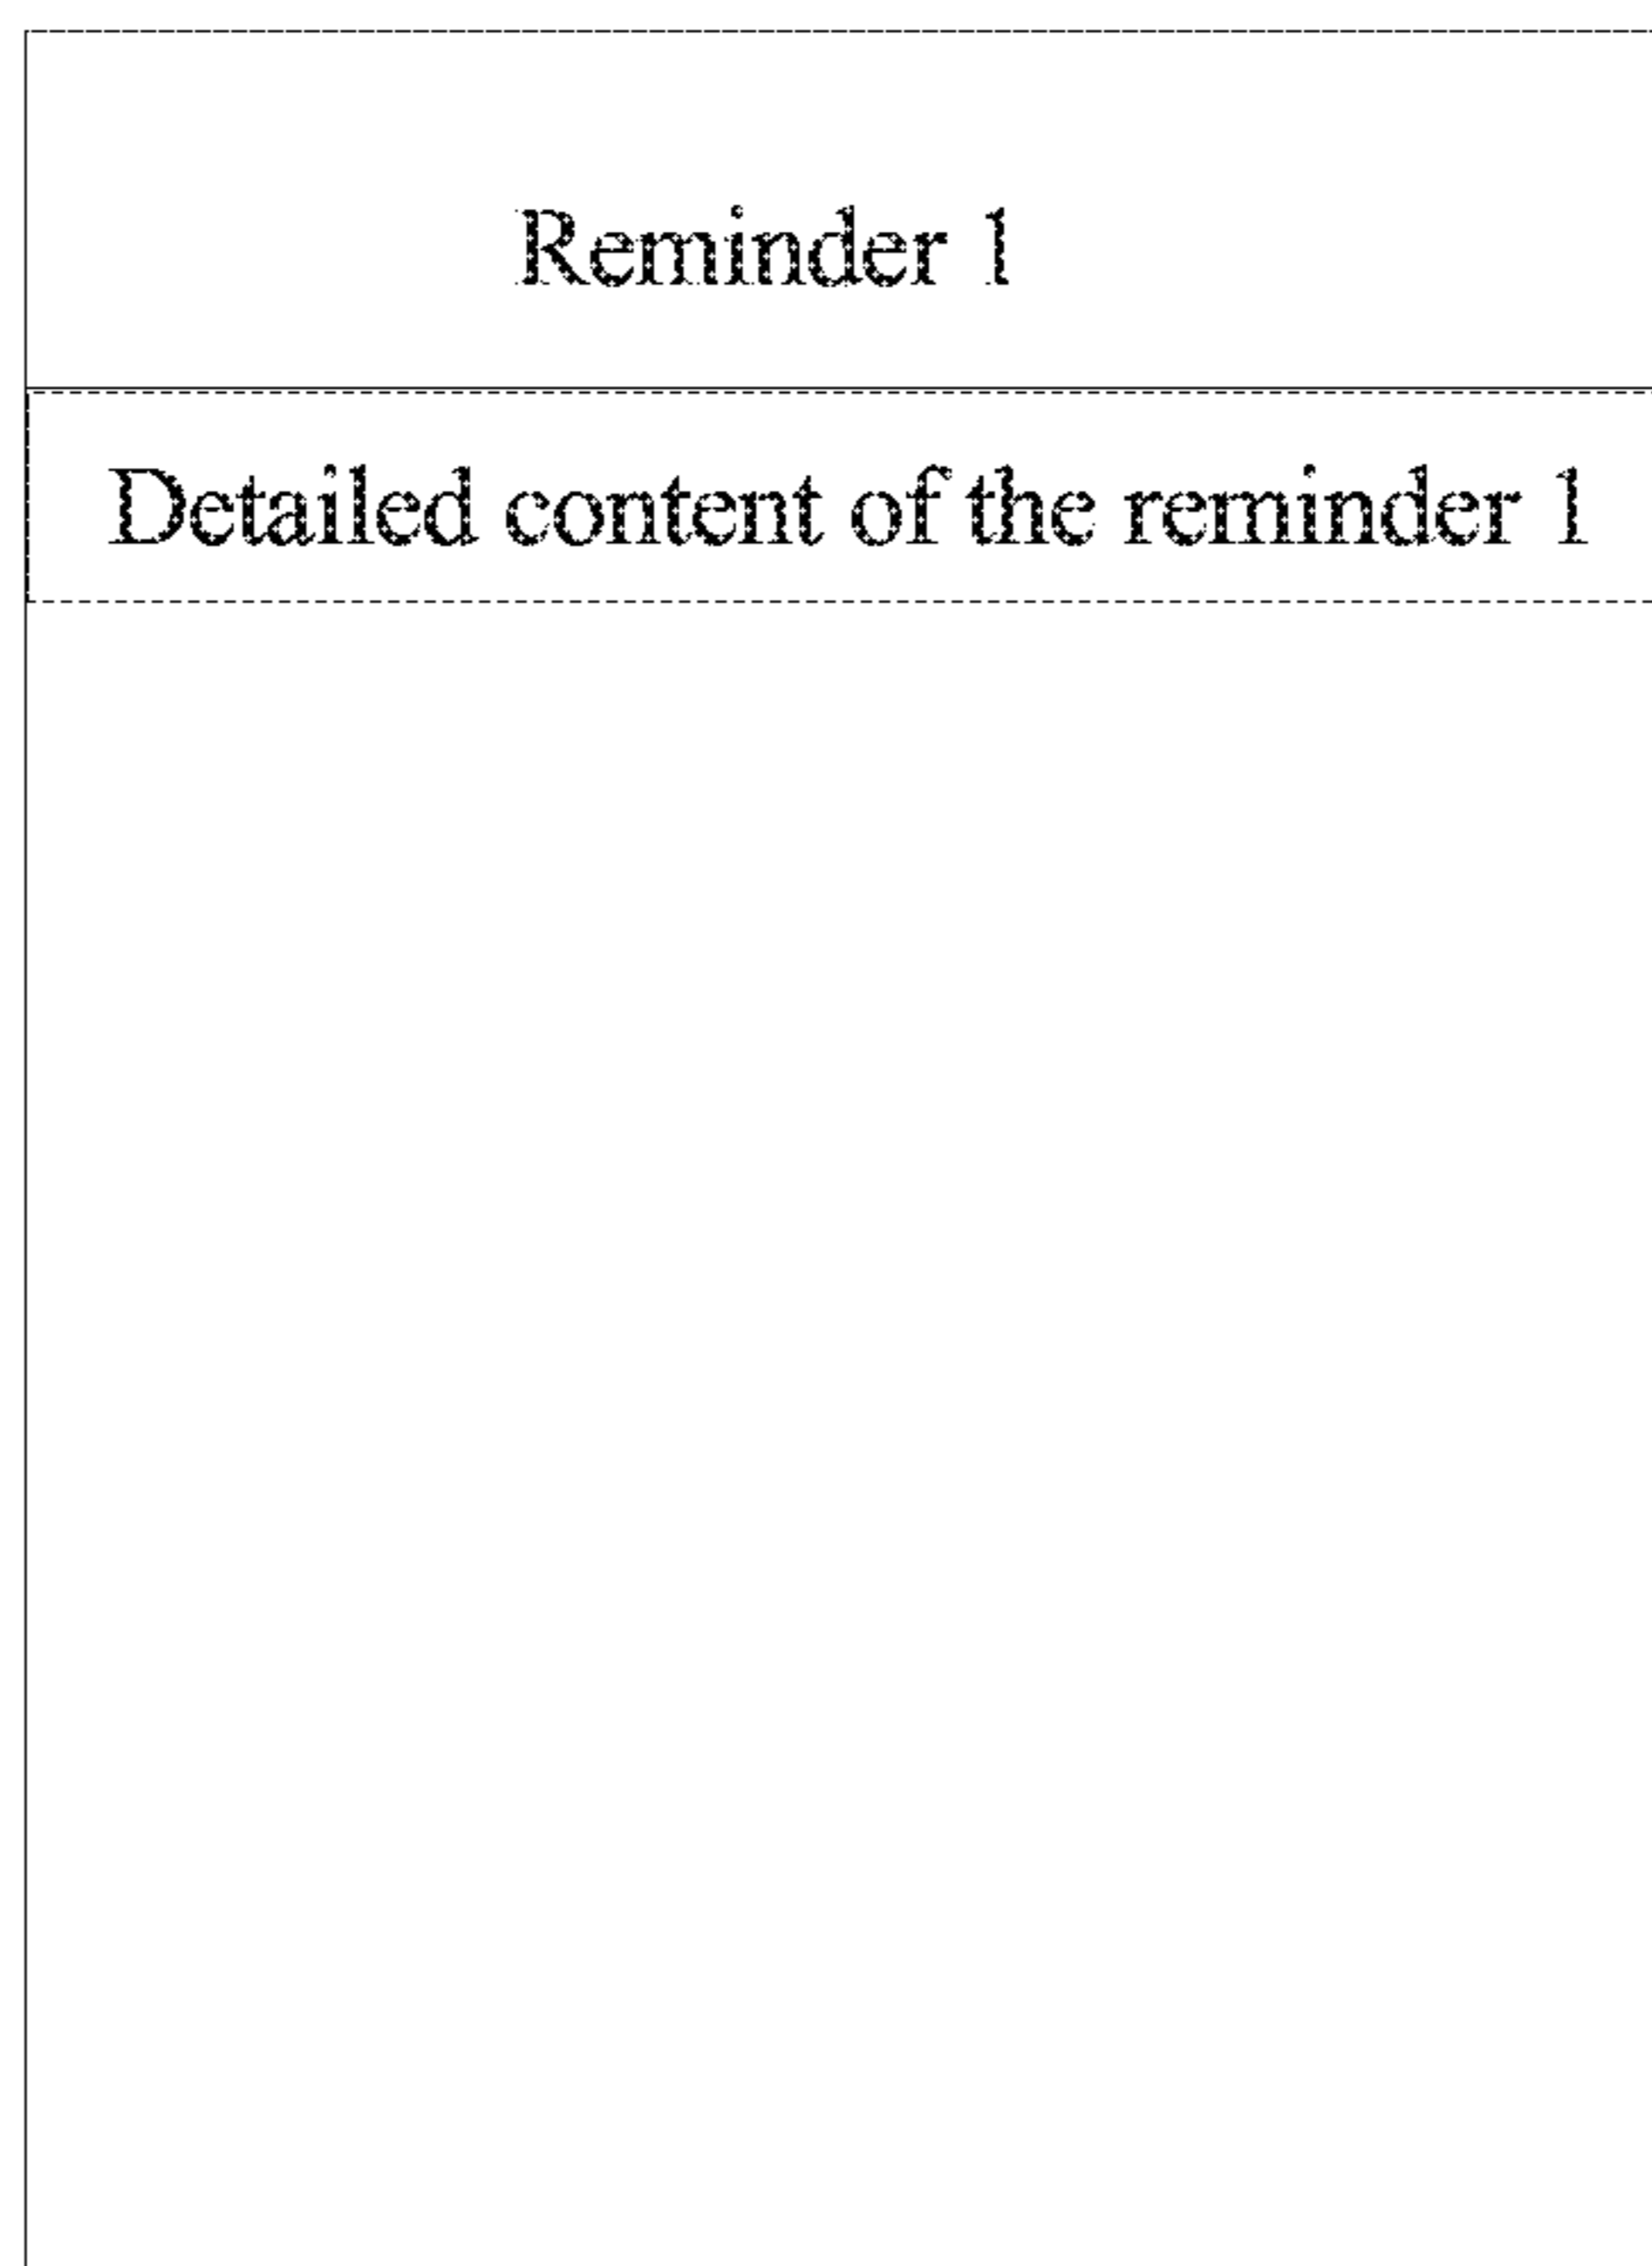 Reminder 1
Detailed content of the reminder 1